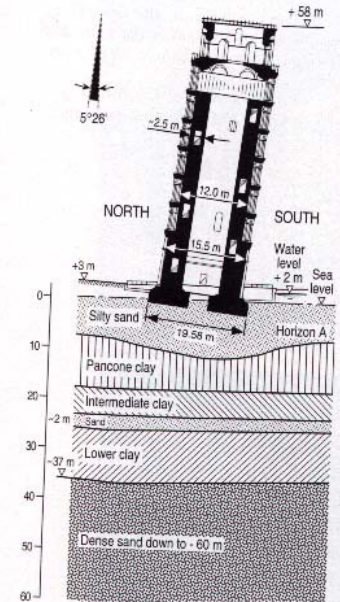 + 58 m
5°26'
~2.5 m
12.0 m
NORTH
SOUTH
15.5 m
Water
level
+ 2 m
Sea
level
+3 m
0
Silty sand
Horizon A
19.58 m
10
Pancone clay
20
Intermediate clay
-2 m
Sand
30
Lower clay
-37 m
40
50
Dense sand down to - 60 m
60